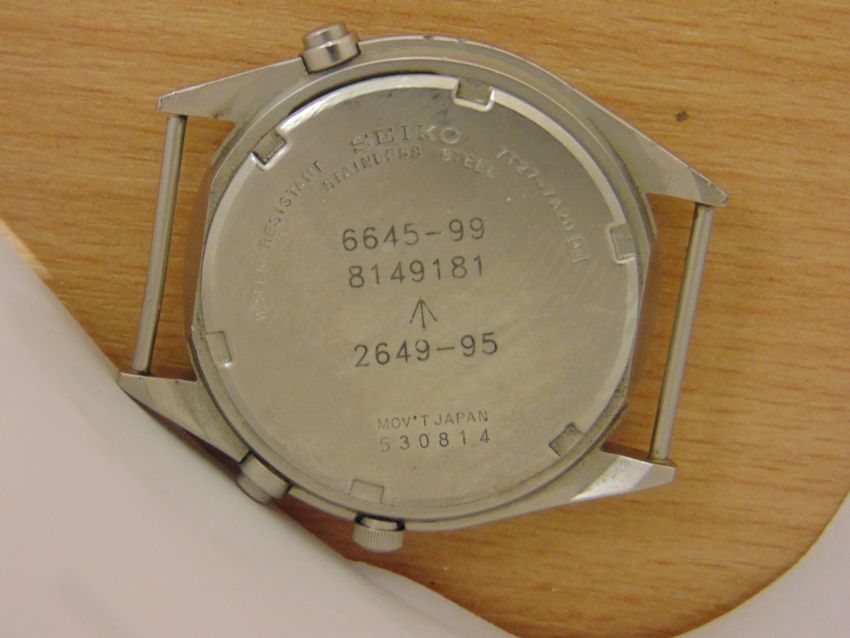 SEIKO
WATER RESISTANT STAINLESS STEEL 7T27-7A20
6645-99
8149181
2649-95
MOV'T JAPAN
530814